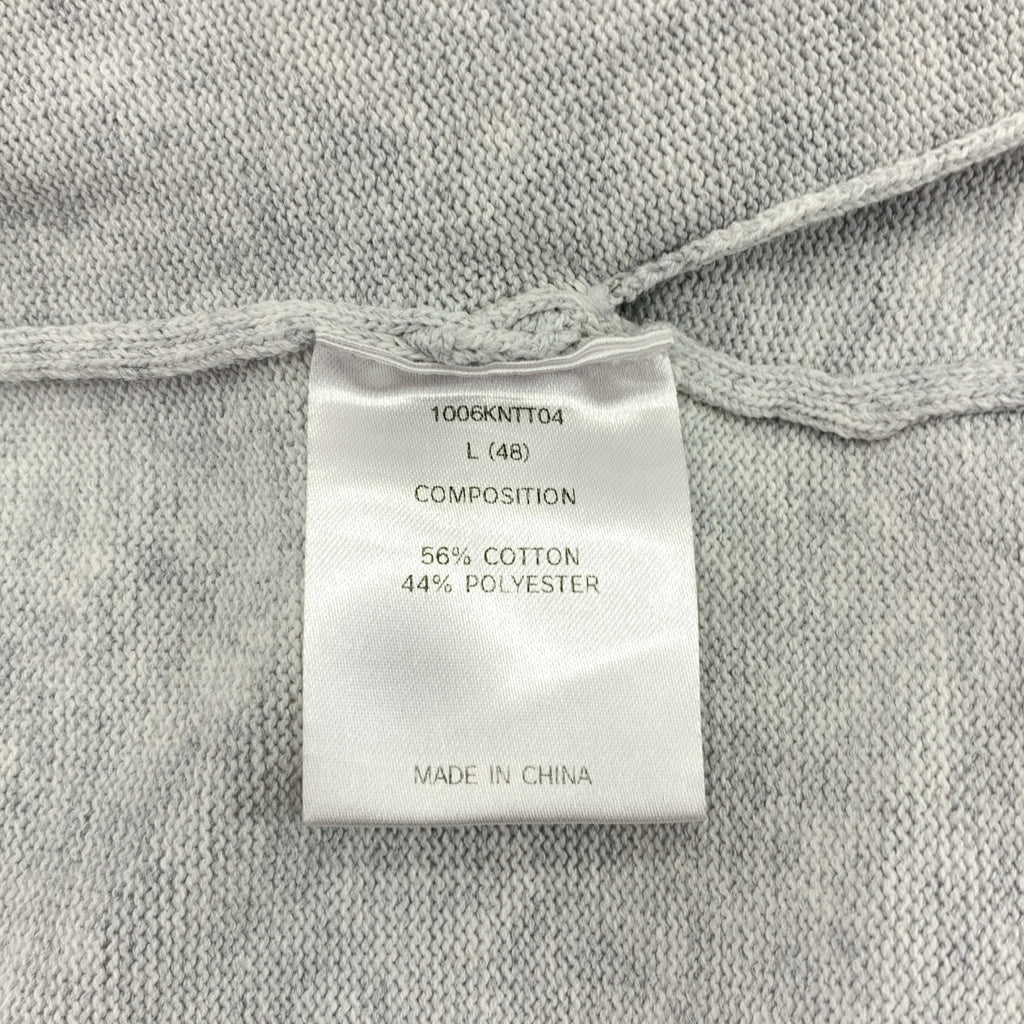 1006KNTT04
L (48)
COMPOSITION
56% COTTON
44% POLYESTER
MADE IN CHINA